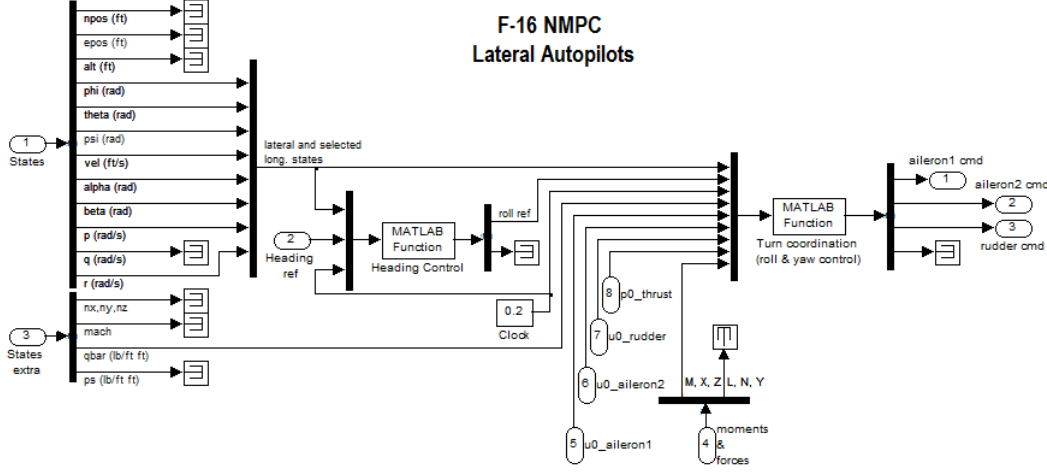 F-16 NMPC
Lateral Autopilots
npos (ft)
epos (ft)
alt (ft)
phi (rad)
theta (rad)
psi (rad)
vel (ft/s)
alpha (rad)
beta (rad)
p (rad/s)
q (rad/s)
r (rad/s)
1
States
nx,ny,nz
mach
qbar (lb/ft ft)
ps (lb/ft ft)
3
States
extra
lateral and selected
long. states
2
Heading
ref
MATLAB
Function
Heading Control
roll ref
0.2
Clock
8
p0_thrust
7
u0_rudder
6
u0_aileron2
5
u0_aileron1
M, X, Z
L, N, Y
4
moments
&
forces
MATLAB
Function
Turn coordination
(roll & yaw control)
aileron1 cmd
1
aileron2 cmd
2
3
rudder cmd